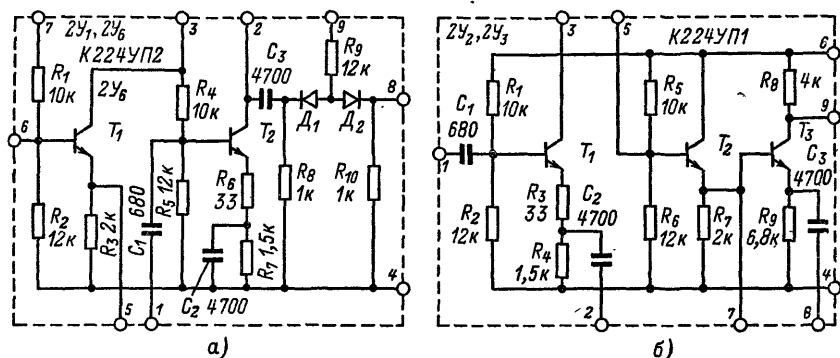 7
3
2
9
2У1, 2У6
К224УП2
C3
4700
R9
12к
8
R1
10к
2У6
T1
R4
10к
T2
Д1
Д2
6
R2
12к
R3 2к
680
C1
R5 12к
R6
33
R8
1к
R10
1к
R7 1,5к
C2 4700
4
5
1
а)
3
5
2У2, 2У3
К224УП1
6
C1
680
R1
10к
R5
10к
R8
4к
9
1
T1
T2
T3
C3
4700
R2
12к
R3
33
C2
4700
R4
1,5к
R6
12к
R7
2к
R9
6,8к
4
2
7
8
б)